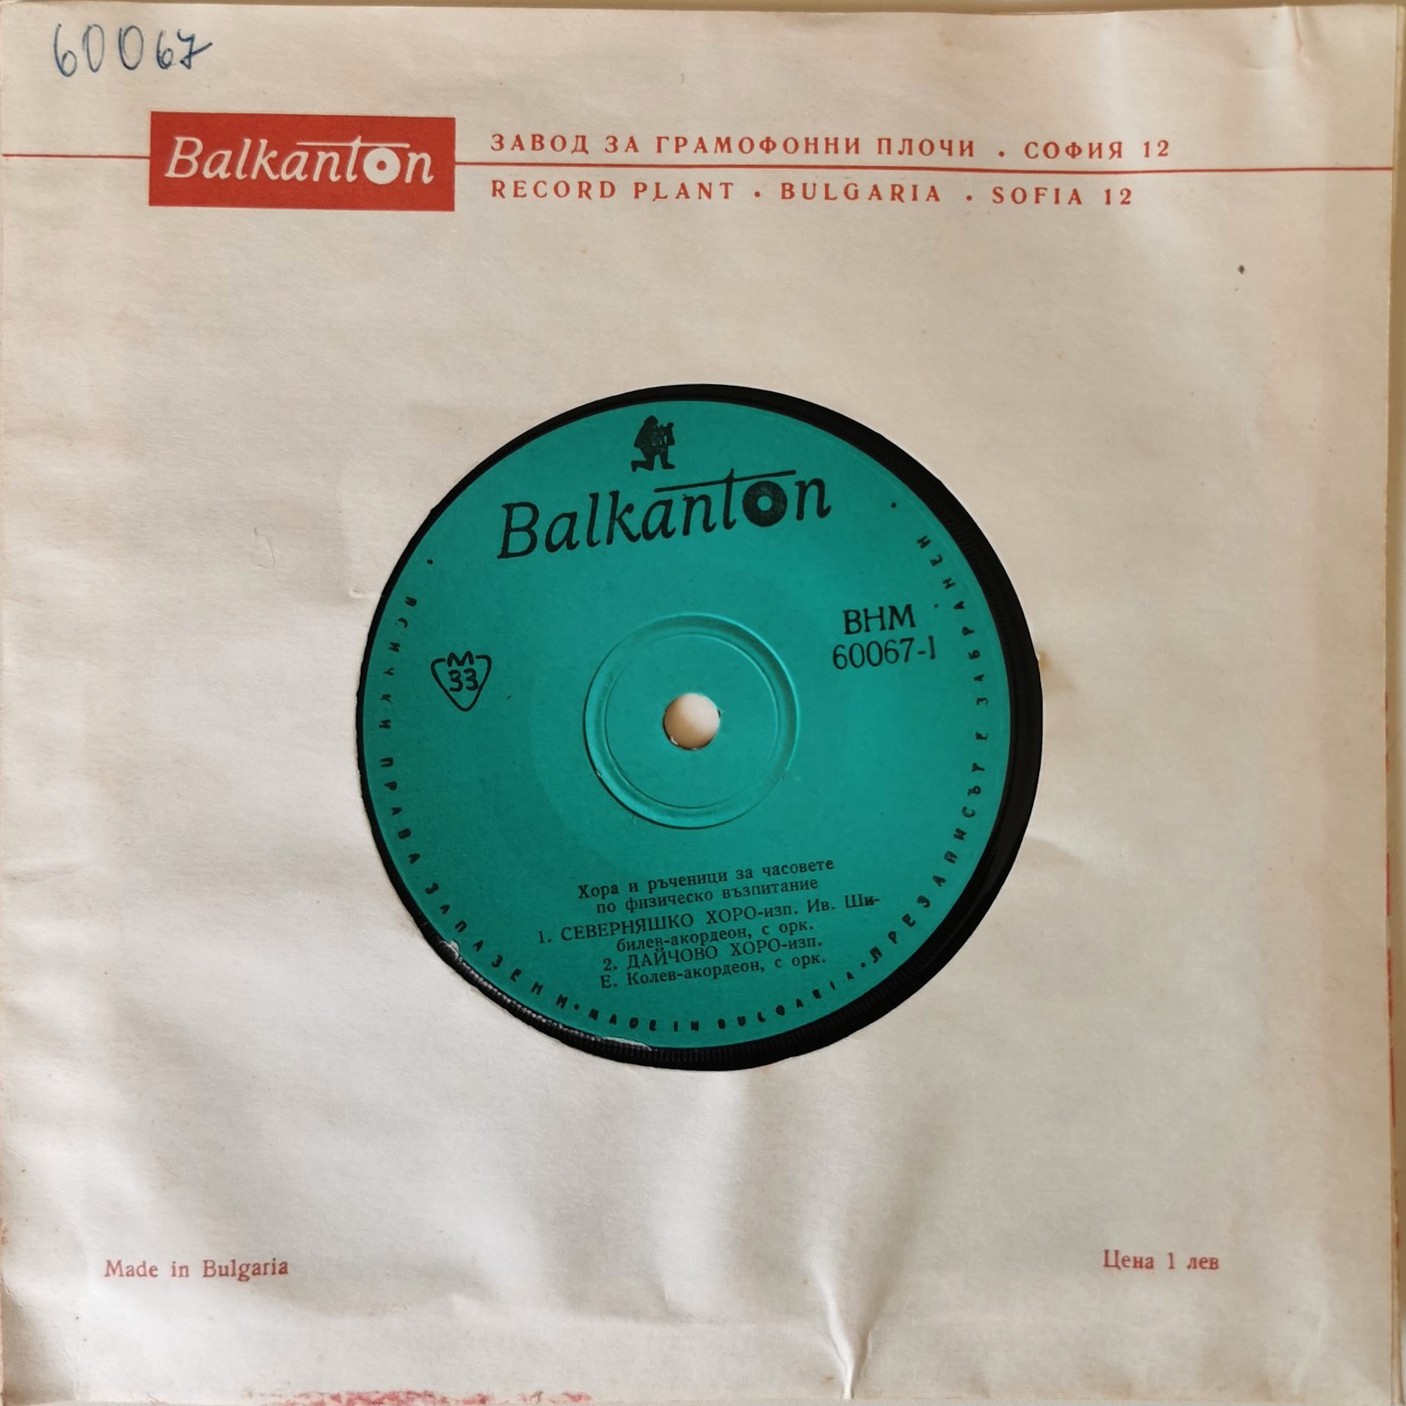 60067
Balkanton
ЗАВОД ЗА ГРАМОФОННИ ПЛОЧИ . СОФИЯ 12
RECORD PLANT . BULGARIA . SOFIA 12
Balkanton
M
33
ВНМ
60067-I
Хора и ръченици за часовете
по физическо възпитание
1. СЕВЕРНЯШКО ХОРО-изп. Ив. Ши-
билев-акордеон, с орк.
2. ДАЙЧОВО ХОРО-изп.
Е. Колев-акордеон, с орк.
. ВСИЧКИ ПРАВА ЗАПАЗЕНИ . MADE IN BULGARIA . ПРЕЗАПИСЪТ Е ЗАБРАНЕН .
Made in Bulgaria
Цена 1 лев